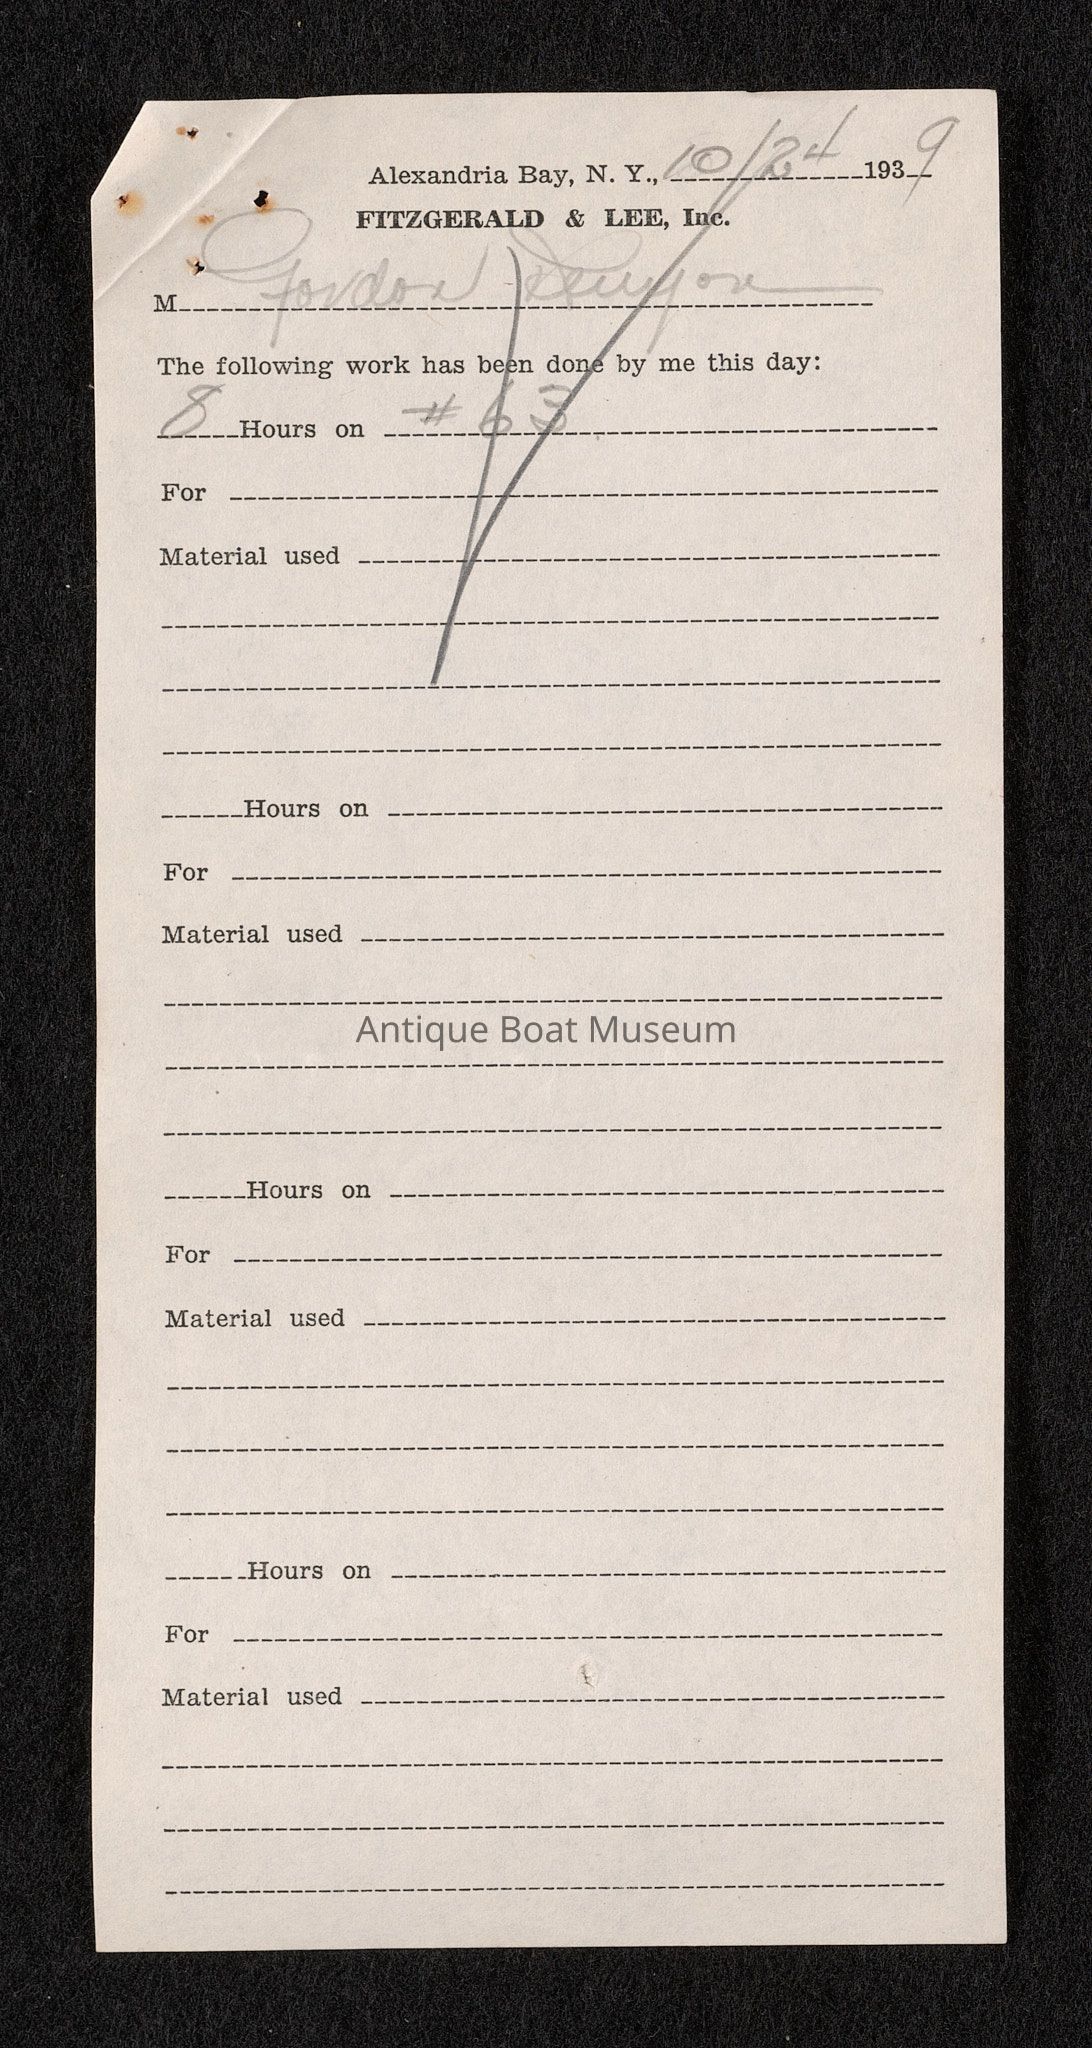 Alexandria Bay, N. Y., 10/24 1939
FITZGERALD & LEE, Inc.
M Gordon
The following work has been done by me this day:
8 Hours on # 63
For
Material used
Hours on
For
Material used
Antique Boat Museum
Hours on
For
Material used
Hours on
For
Material used